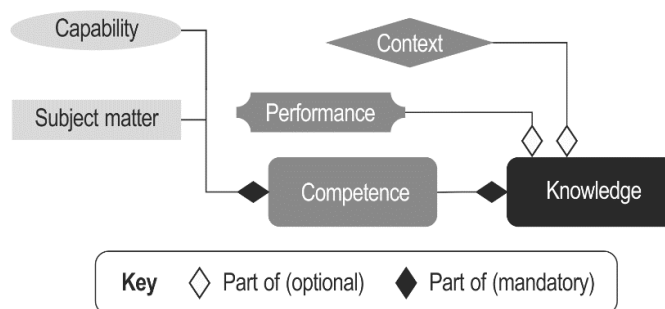 Capability
Context
Subject matter
Performance
Competence
Knowledge
Key Part of (optional) Part of (mandatory)